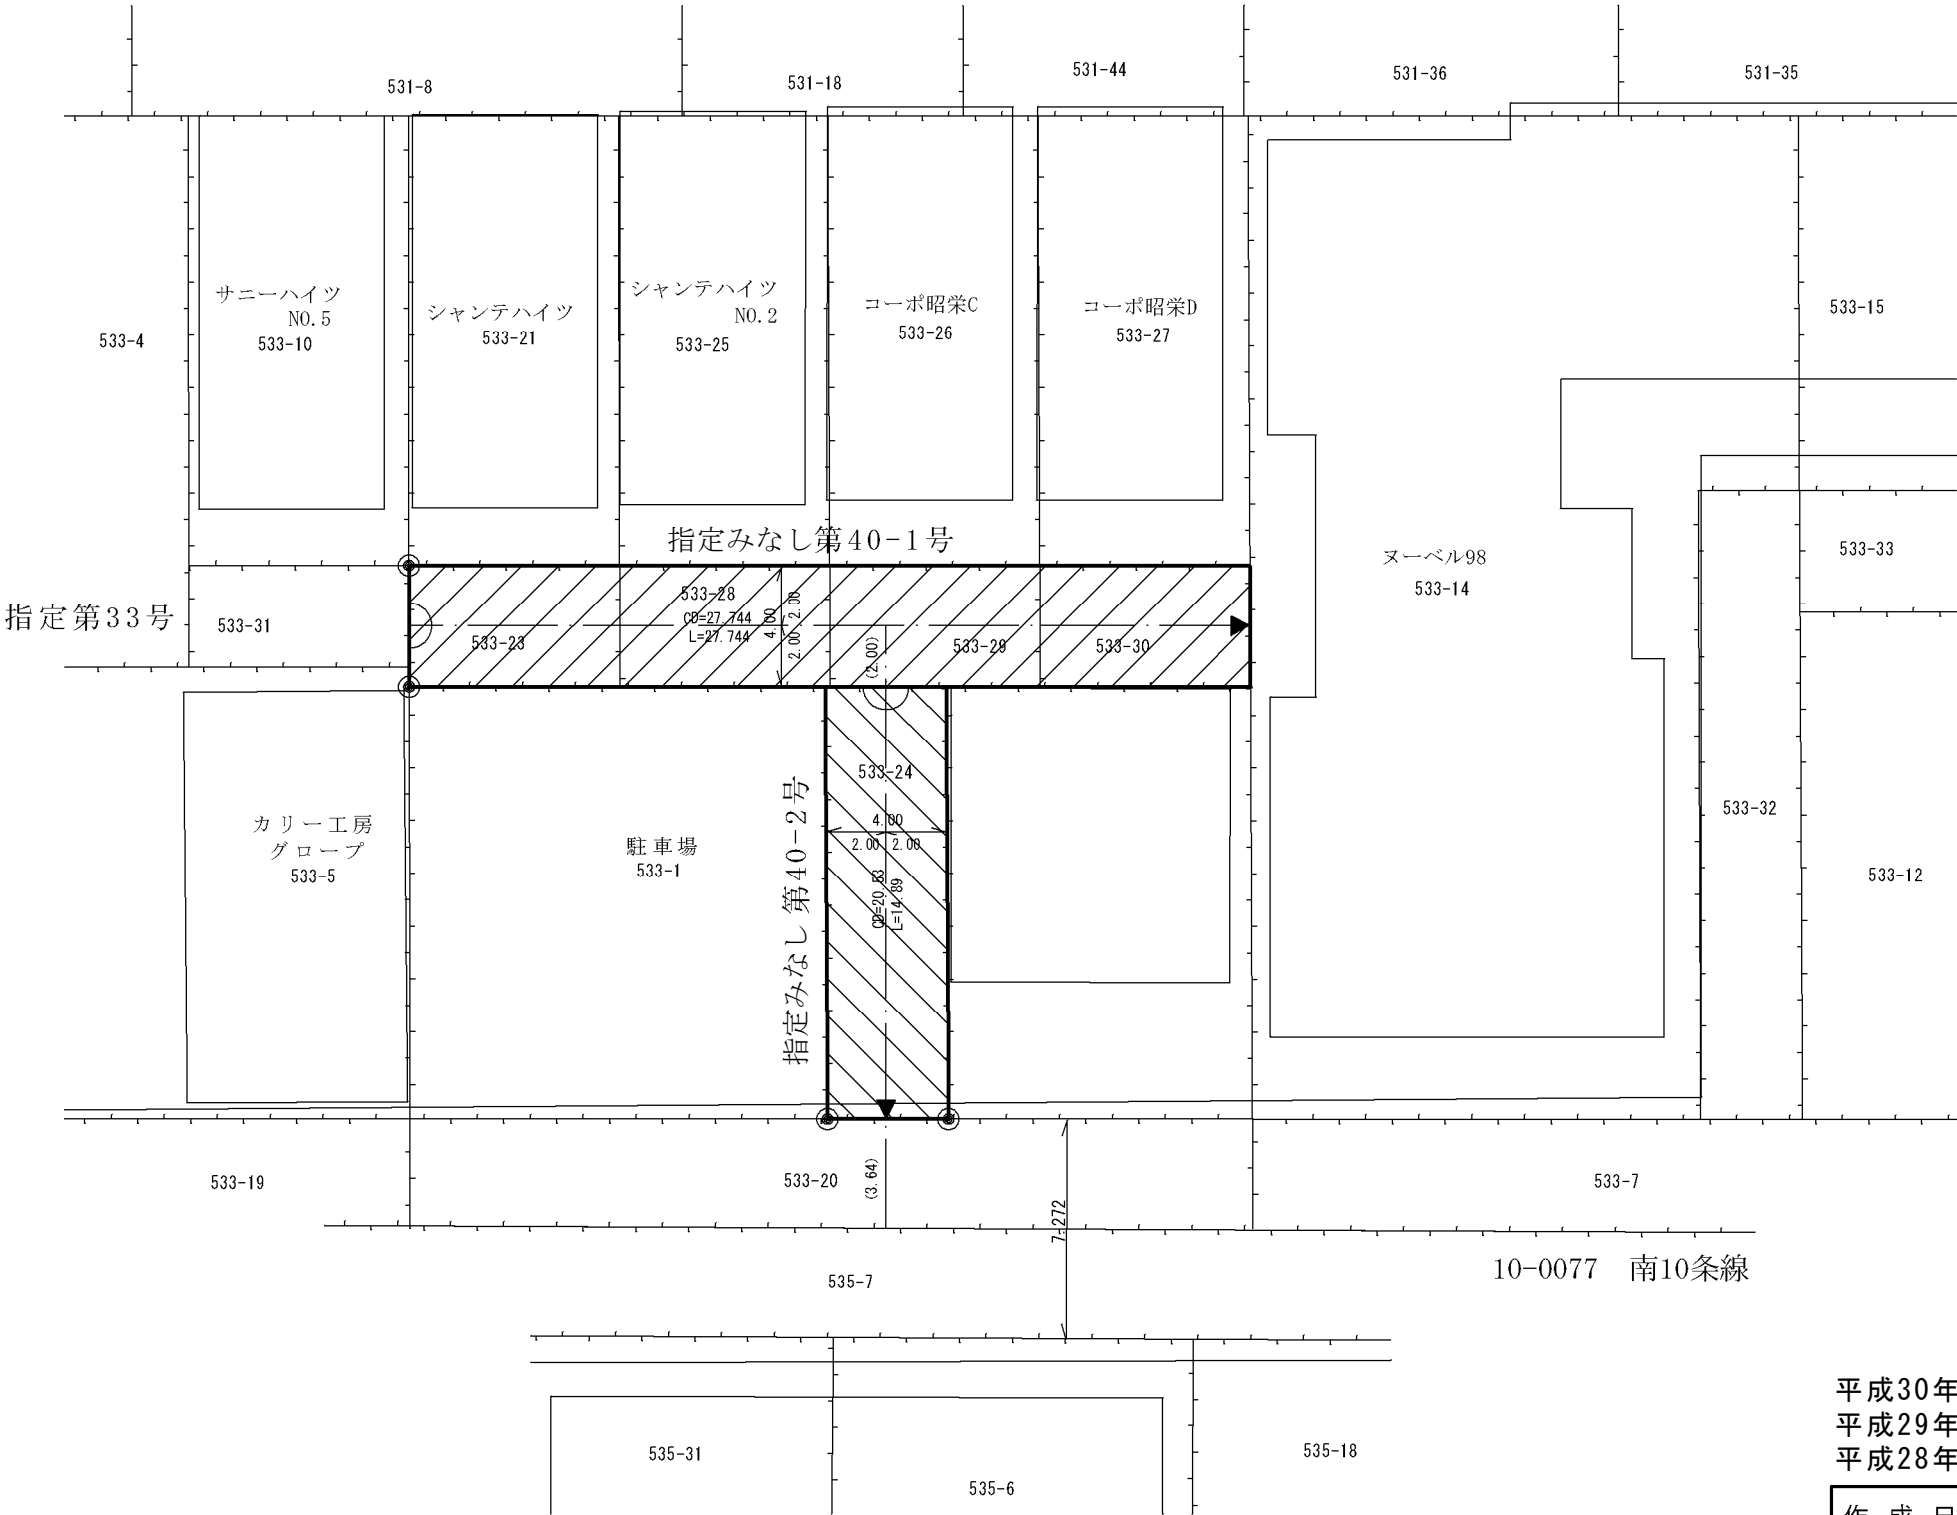 531-8
531-18
531-44
531-36
531-35
サニーハイツ
NO.5
533-10
シャンテハイツ
533-21
シャンテハイツ
NO.2
533-25
コーポ昭栄C
533-26
コーポ昭栄D
533-27
533-15
533-4
指定みなし第40-1号
ヌーベル98
533-14
533-33
指定第33号
533-31
533-28
CD=27.744
L=27.744
4.00
2.00
2.00
533-23
(2.00)
533-29
533-30
533-24
4.00
2.00
2.00
CD=20.53
L=14.89
指定みなし第40-2号
カリー工房
グローブ
533-5
駐車場
533-1
533-32
533-12
533-19
533-20
(3.64)
7.272
533-7
10-0077 南10条線
535-7
535-31
535-6
535-18
平成30年
平成29年
平成28年
作成日